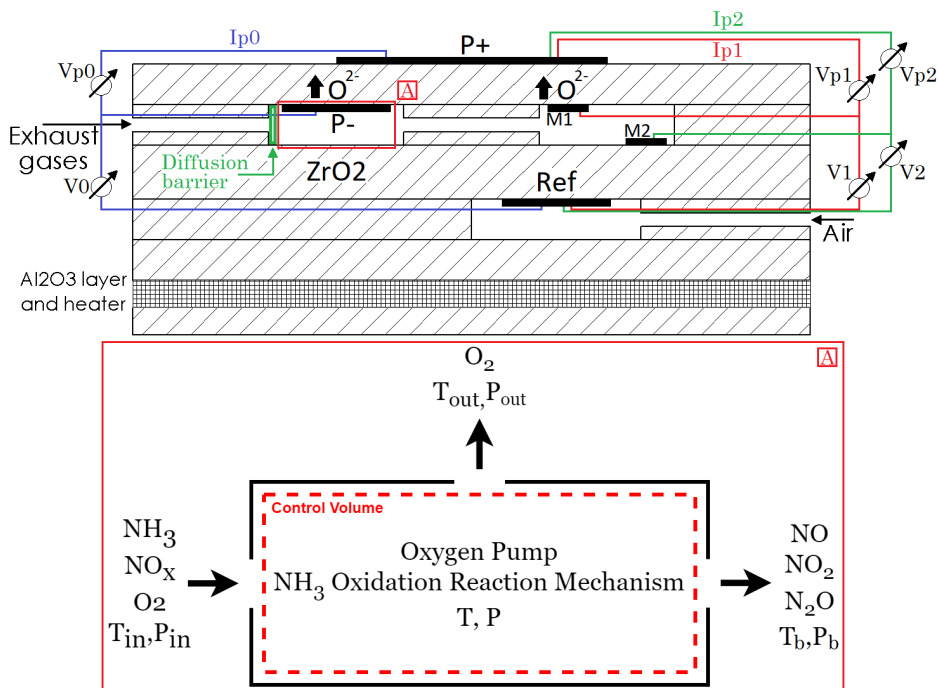 Ip0
P+
Ip2
Ip1
Vp0
Vp1
Vp2
O2-
O2-
A
Exhaust
gases
P-
M1
M2
Diffusion
barrier
ZrO2
V0
Ref
V1
V2
Air
Al2O3 layer
and heater
A
O2
Tout,Pout
Control Volume
NH3
NOX
O2
Tin,Pin
Oxygen Pump
NH3 Oxidation Reaction Mechanism
T, P
NO
NO2
N2O
Tb,Pb